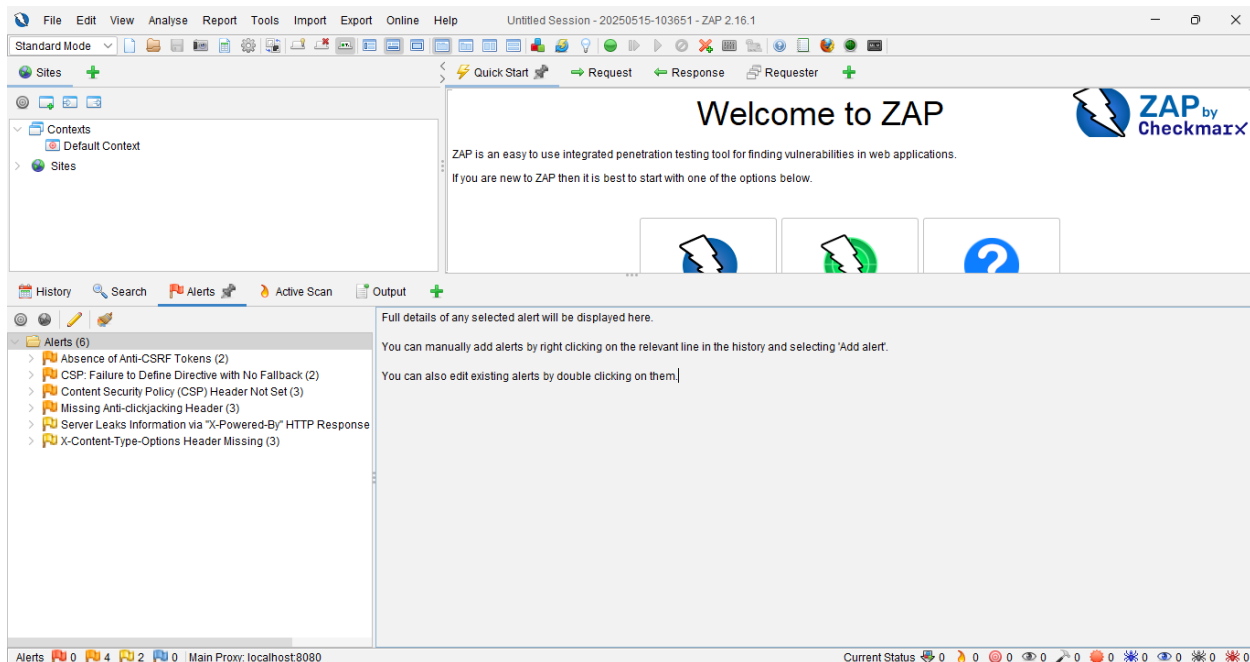 File Edit View Analyse Report Tools Import Export Online Help Untitled Session - 20250515-103651 - ZAP 2.16.1
Standard Mode
Sites
Quick Start Request Response Requester
Contexts
Default Context
Sites
Welcome to ZAP
ZAP by
Checkmarx
ZAP is an easy to use integrated penetration testing tool for finding vulnerabilities in web applications.
If you are new to ZAP then it is best to start with one of the options below.
History Search Alerts Active Scan Output
Alerts (6)
Absence of Anti-CSRF Tokens (2)
CSP: Failure to Define Directive with No Fallback (2)
Content Security Policy (CSP) Header Not Set (3)
Missing Anti-clickjacking Header (3)
Server Leaks Information via "X-Powered-By" HTTP Response
X-Content-Type-Options Header Missing (3)
Full details of any selected alert will be displayed here.
You can manually add alerts by right clicking on the relevant line in the history and selecting 'Add alert'.
You can also edit existing alerts by double clicking on them.
Alerts 0 4 2 0 Main Proxy: localhost:8080 Current Status 0 0 0 0 0 0 0 0 0 0